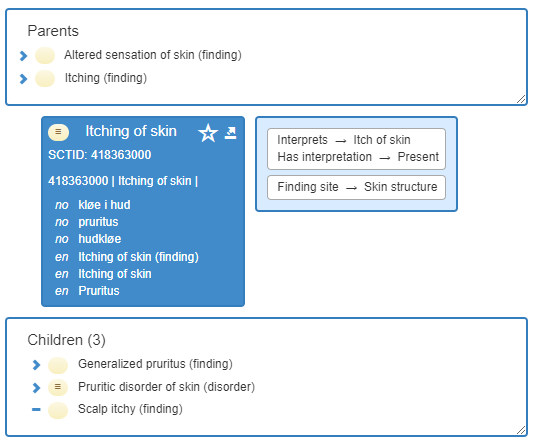 Parents
Altered sensation of skin (finding)
Itching (finding)
Itching of skin
SCTID: 418363000
418363000 | Itching of skin |
no kløe i hud
no pruritus
no hudkløe
en Itching of skin (finding)
en Itching of skin
en Pruritus
Interprets → Itch of skin
Has interpretation → Present
Finding site → Skin structure
Children (3)
Generalized pruritus (finding)
Pruritic disorder of skin (disorder)
Scalp itchy (finding)